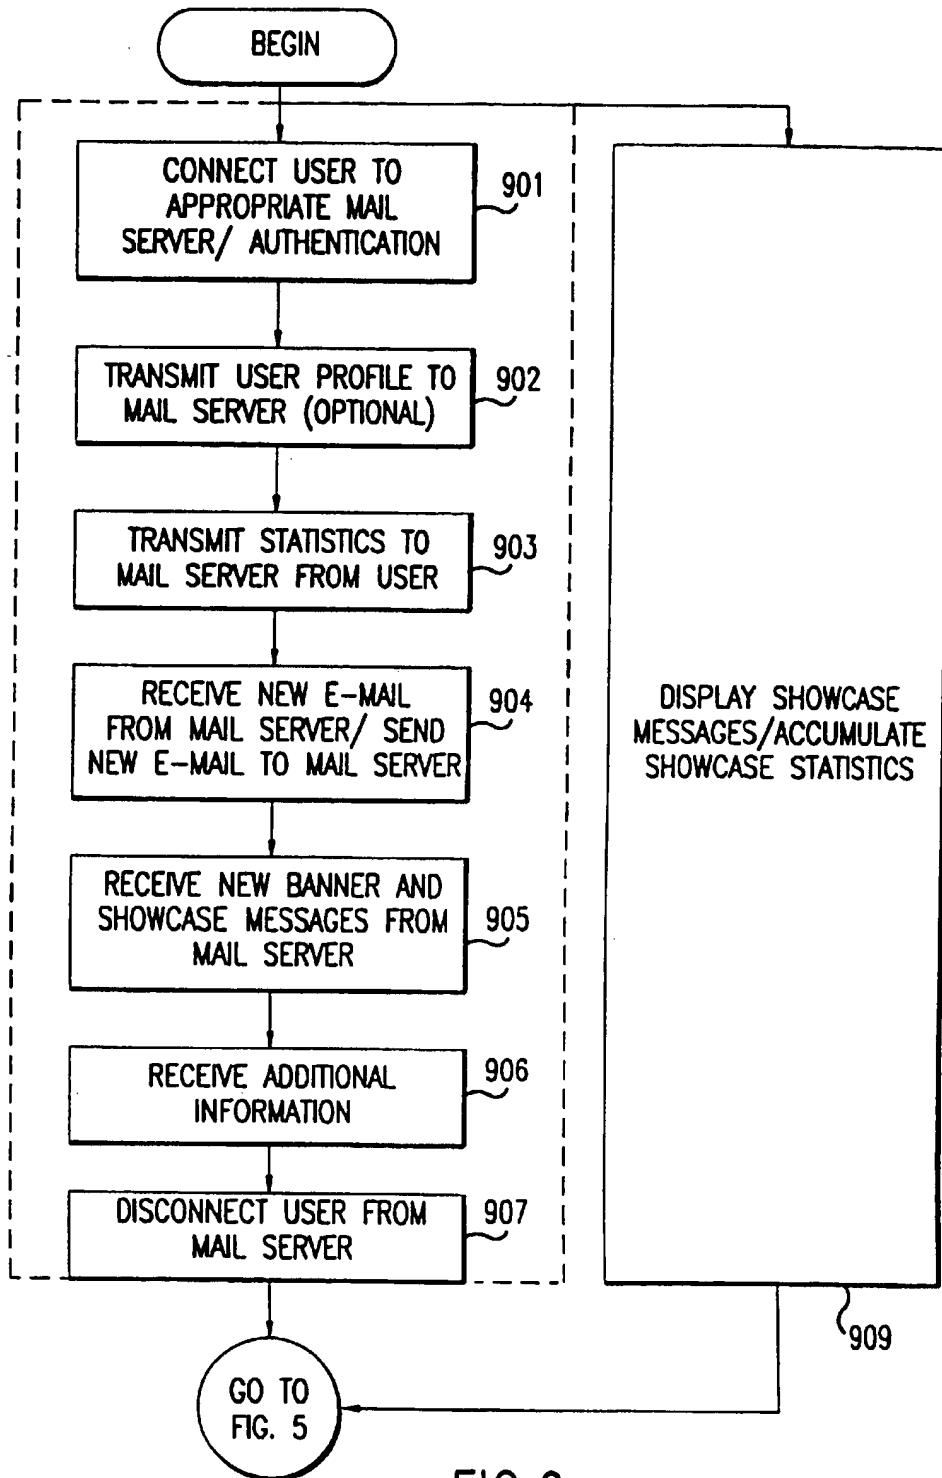 BEGIN
CONNECT USER TO
APPROPRIATE MAIL
SERVER/ AUTHENTICATION
901
TRANSMIT USER PROFILE TO
MAIL SERVER (OPTIONAL)
902
TRANSMIT STATISTICS TO
MAIL SERVER FROM USER
903
RECEIVE NEW E-MAIL
FROM MAIL SERVER/ SEND
NEW E-MAIL TO MAIL SERVER
904
RECEIVE NEW BANNER AND
SHOWCASE MESSAGES FROM
MAIL SERVER
905
RECEIVE ADDITIONAL
INFORMATION
906
DISCONNECT USER FROM
MAIL SERVER
907
DISPLAY SHOWCASE
MESSAGES/ACCUMULATE
SHOWCASE STATISTICS
909
GO TO
FIG. 5